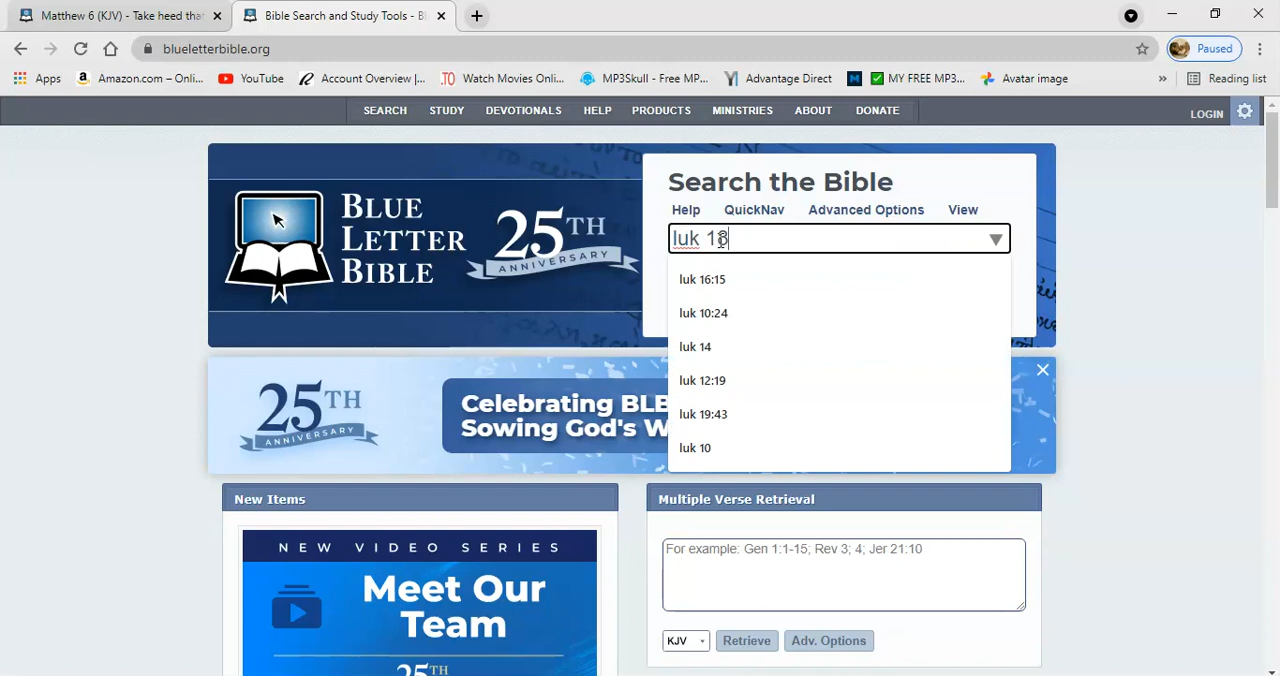 Matthew 6 (KJV) - Take heed that
Bible Search and Study Tools - Bl
blueletterbible.org
Paused
Apps
Amazon.com – Onli...
YouTube
Account Overview |...
Watch Movies Onli...
MP3Skull - Free MP...
Advantage Direct
MY FREE MP3...
Avatar image
Reading list
SEARCH STUDY DEVOTIONALS HELP PRODUCTS MINISTRIES ABOUT DONATE
LOGIN
BLUE
LETTER
BIBLE
25TH
ANNIVERSARY
Search the Bible
Help QuickNav Advanced Options View
luk 18
luk 16:15
luk 10:24
luk 14
luk 12:19
luk 19:43
luk 10
25TH
ANNIVERSARY
Celebrating BLB
Sowing God's W
New Items
NEW VIDEO SERIES
Meet Our
Team
25TH
Multiple Verse Retrieval
For example: Gen 1:1-15; Rev 3; 4; Jer 21:10
KJV Retrieve Adv. Options